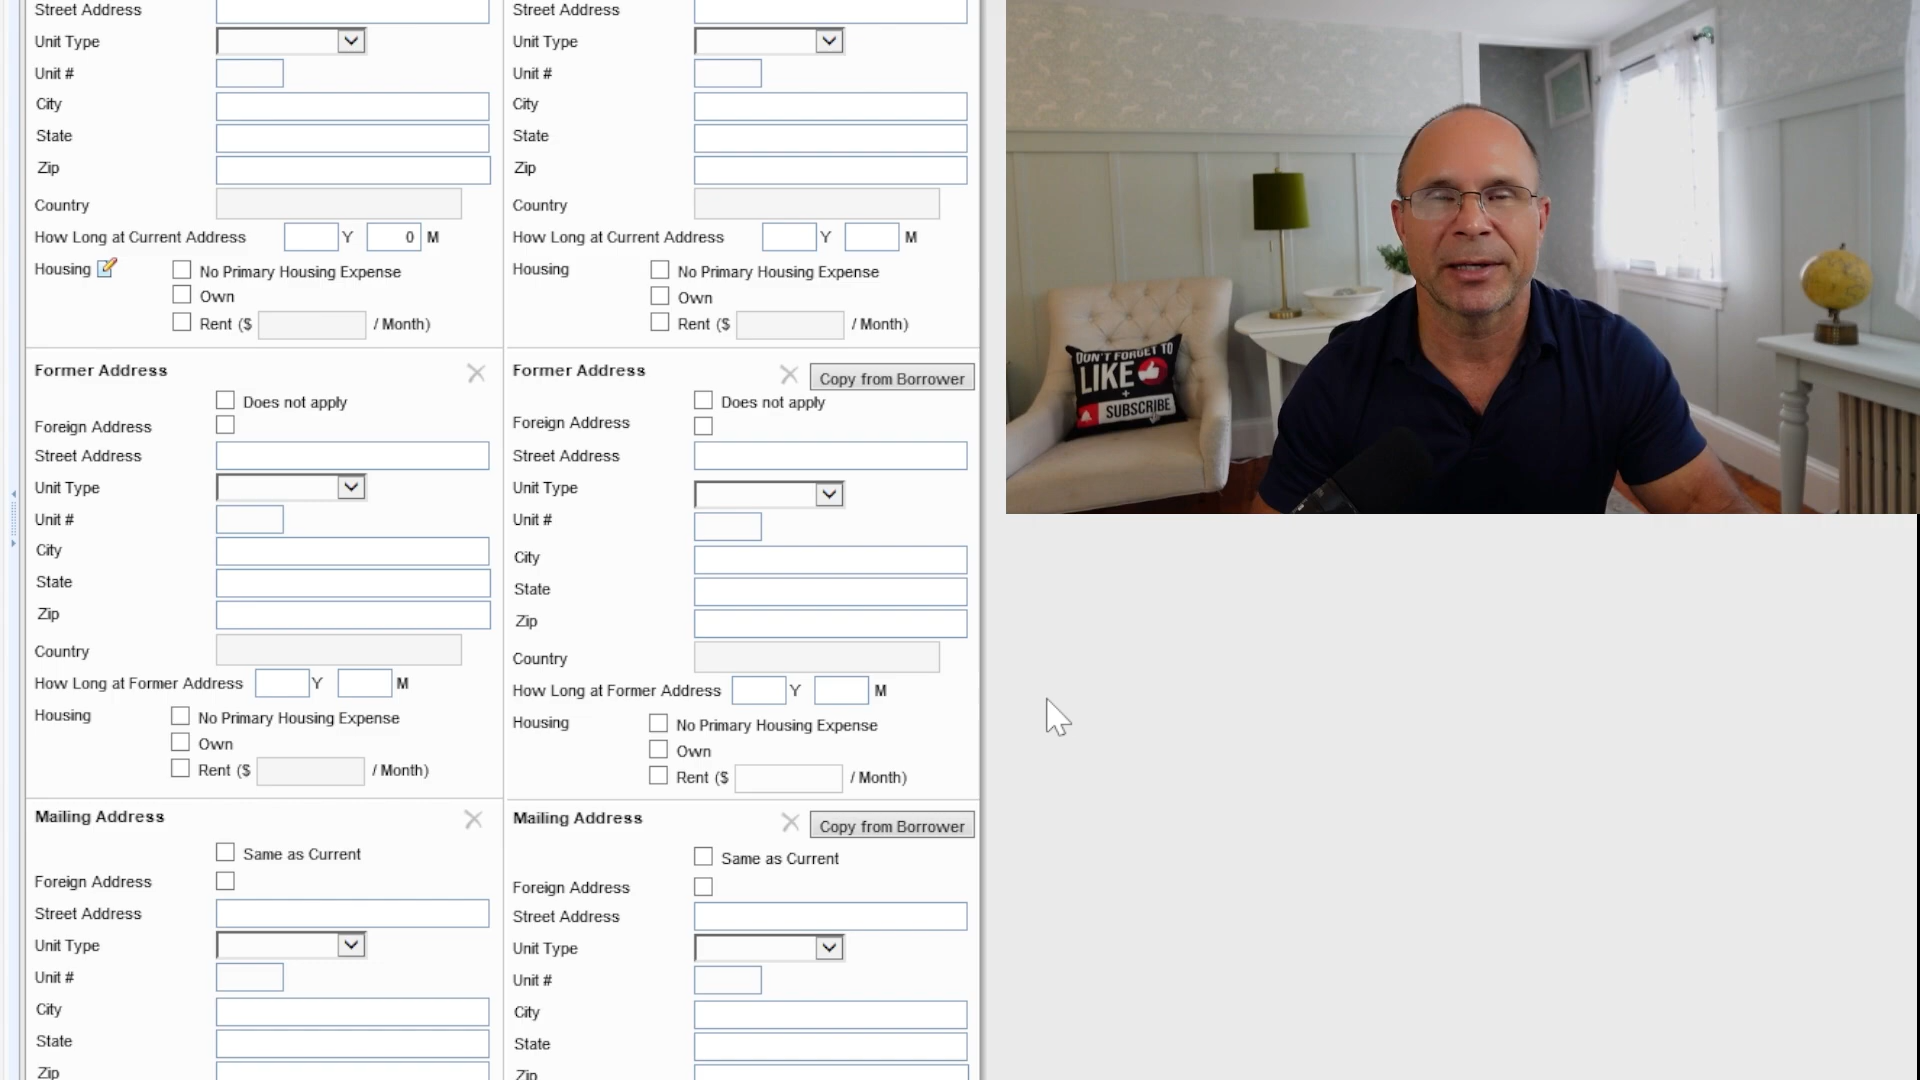 Street Address
Unit Type
Unit #
City
State
Zip
Country
How Long at Current Address Y 0 M
Housing No Primary Housing Expense
Own
Rent ($ / Month)
Former Address
Does not apply
Foreign Address
Street Address
Unit Type
Unit #
City
State
Zip
Country
How Long at Former Address Y M
Housing No Primary Housing Expense
Own
Rent ($ / Month)
Mailing Address
Same as Current
Foreign Address
Street Address
Unit Type
Unit #
City
State
Zip
Street Address
Unit Type
Unit #
City
State
Zip
Country
How Long at Current Address Y M
Housing No Primary Housing Expense
Own
Rent ($ / Month)
Former Address Copy from Borrower
Does not apply
Foreign Address
Street Address
Unit Type
Unit #
City
State
Zip
Country
How Long at Former Address Y M
Housing No Primary Housing Expense
Own
Rent ($ / Month)
Mailing Address Copy from Borrower
Same as Current
Foreign Address
Street Address
Unit Type
Unit #
City
State
Zip
DON'T FORGET TO
LIKE
+
SUBSCRIBE